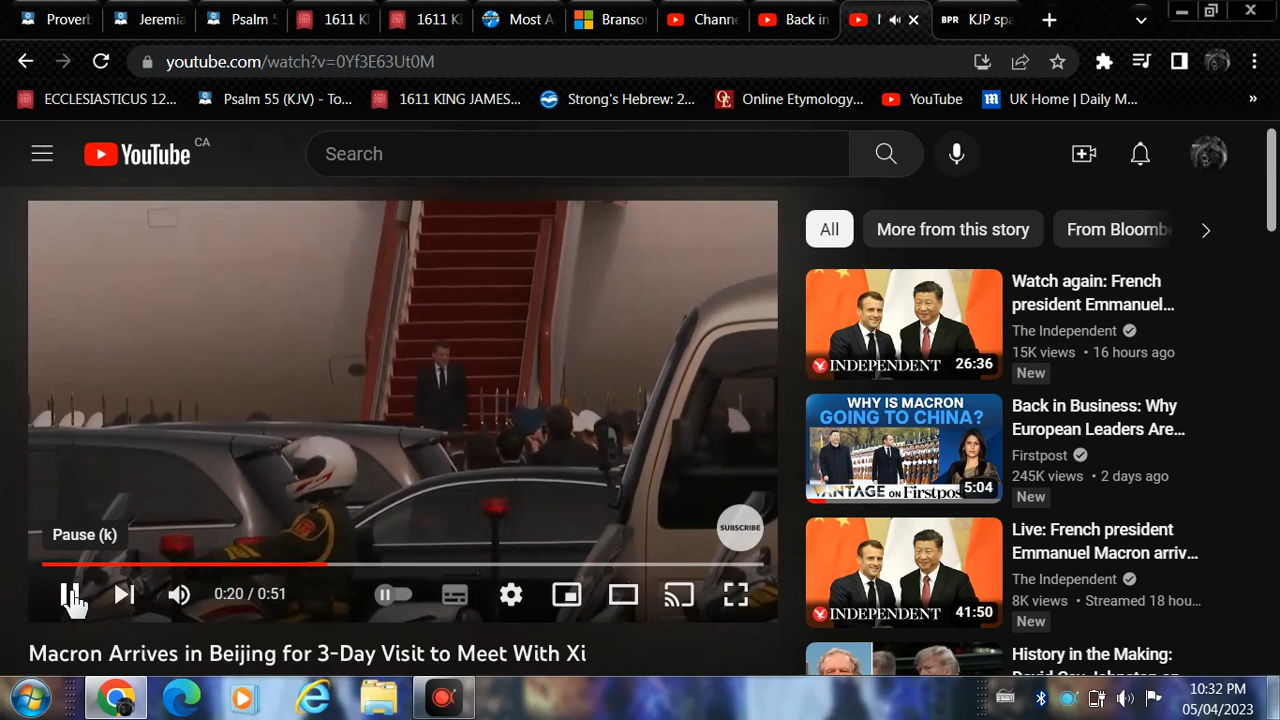 Proverb
Jeremia
Psalm
1611 K
1611 K
Most A
Branso
Chann
Back in
BPR KJP spa
youtube.com/watch?v=0Yf3E63Ut0M
ECCLESIASTICUS 12...
Psalm 55 (KJV) - To...
1611 KING JAMES...
Strong's Hebrew: 2...
Online Etymology...
YouTube
UK Home | Daily M...
»
YouTube CA
Search
All
More from this story
From Bloomb
WHY IS MACRON
GOING TO CHINA?
VANTAGE on Firstpost
5:04
INDEPENDENT
26:36
INDEPENDENT
41:50
Watch again: French
president Emmanuel...
The Independent
15K views • 16 hours ago
New
Back in Business: Why
European Leaders Are...
Firstpost
245K views • 2 days ago
New
Live: French president
Emmanuel Macron arriv...
The Independent
8K views • Streamed 18 hou...
New
History in the Making:
SUBSCRIBE
Pause (k)
0:20 / 0:51
Macron Arrives in Beijing for 3-Day Visit to Meet With Xi
10:32 PM
05/04/2023